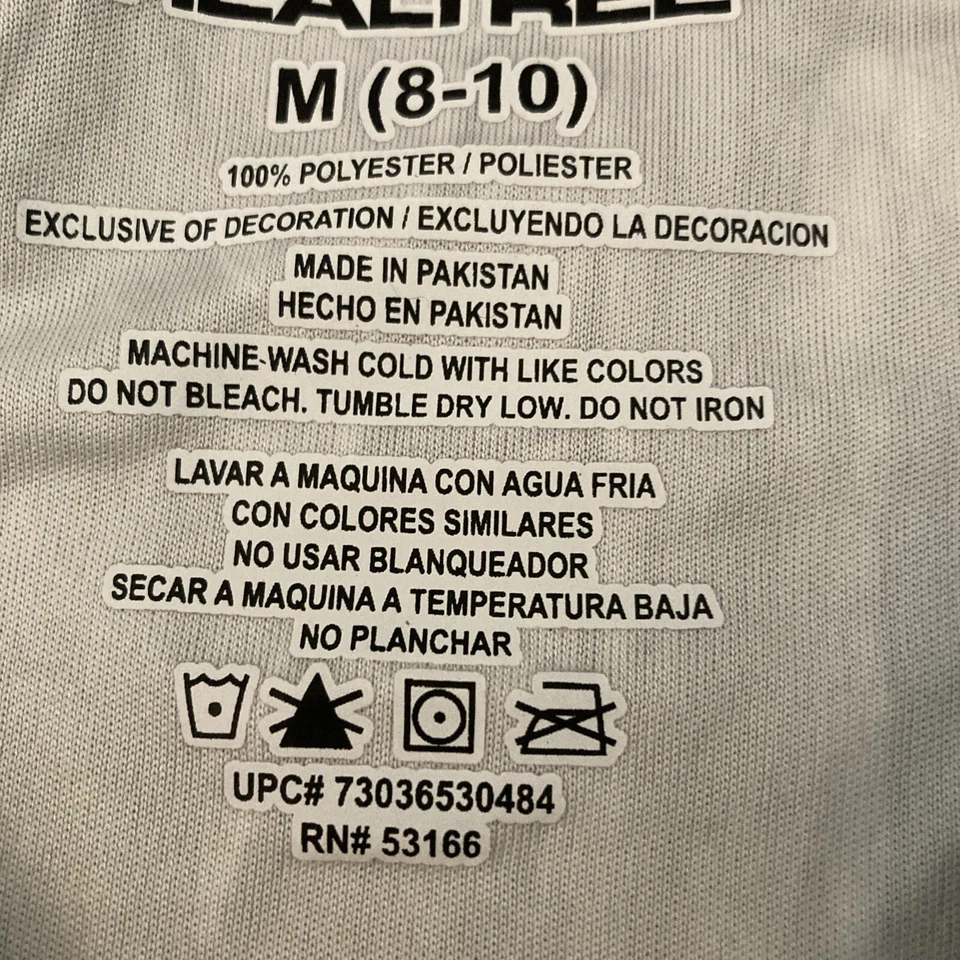 REALTREE
M (8-10)
100% POLYESTER / POLIESTER
EXCLUSIVE OF DECORATION / EXCLUYENDO LA DECORACION
MADE IN PAKISTAN
HECHO EN PAKISTAN
MACHINE-WASH COLD WITH LIKE COLORS
DO NOT BLEACH. TUMBLE DRY LOW. DO NOT IRON
LAVAR A MAQUINA CON AGUA FRIA
CON COLORES SIMILARES
NO USAR BLANQUEADOR
SECAR A MAQUINA A TEMPERATURA BAJA
NO PLANCHAR
UPC# 73036530484
RN# 53166